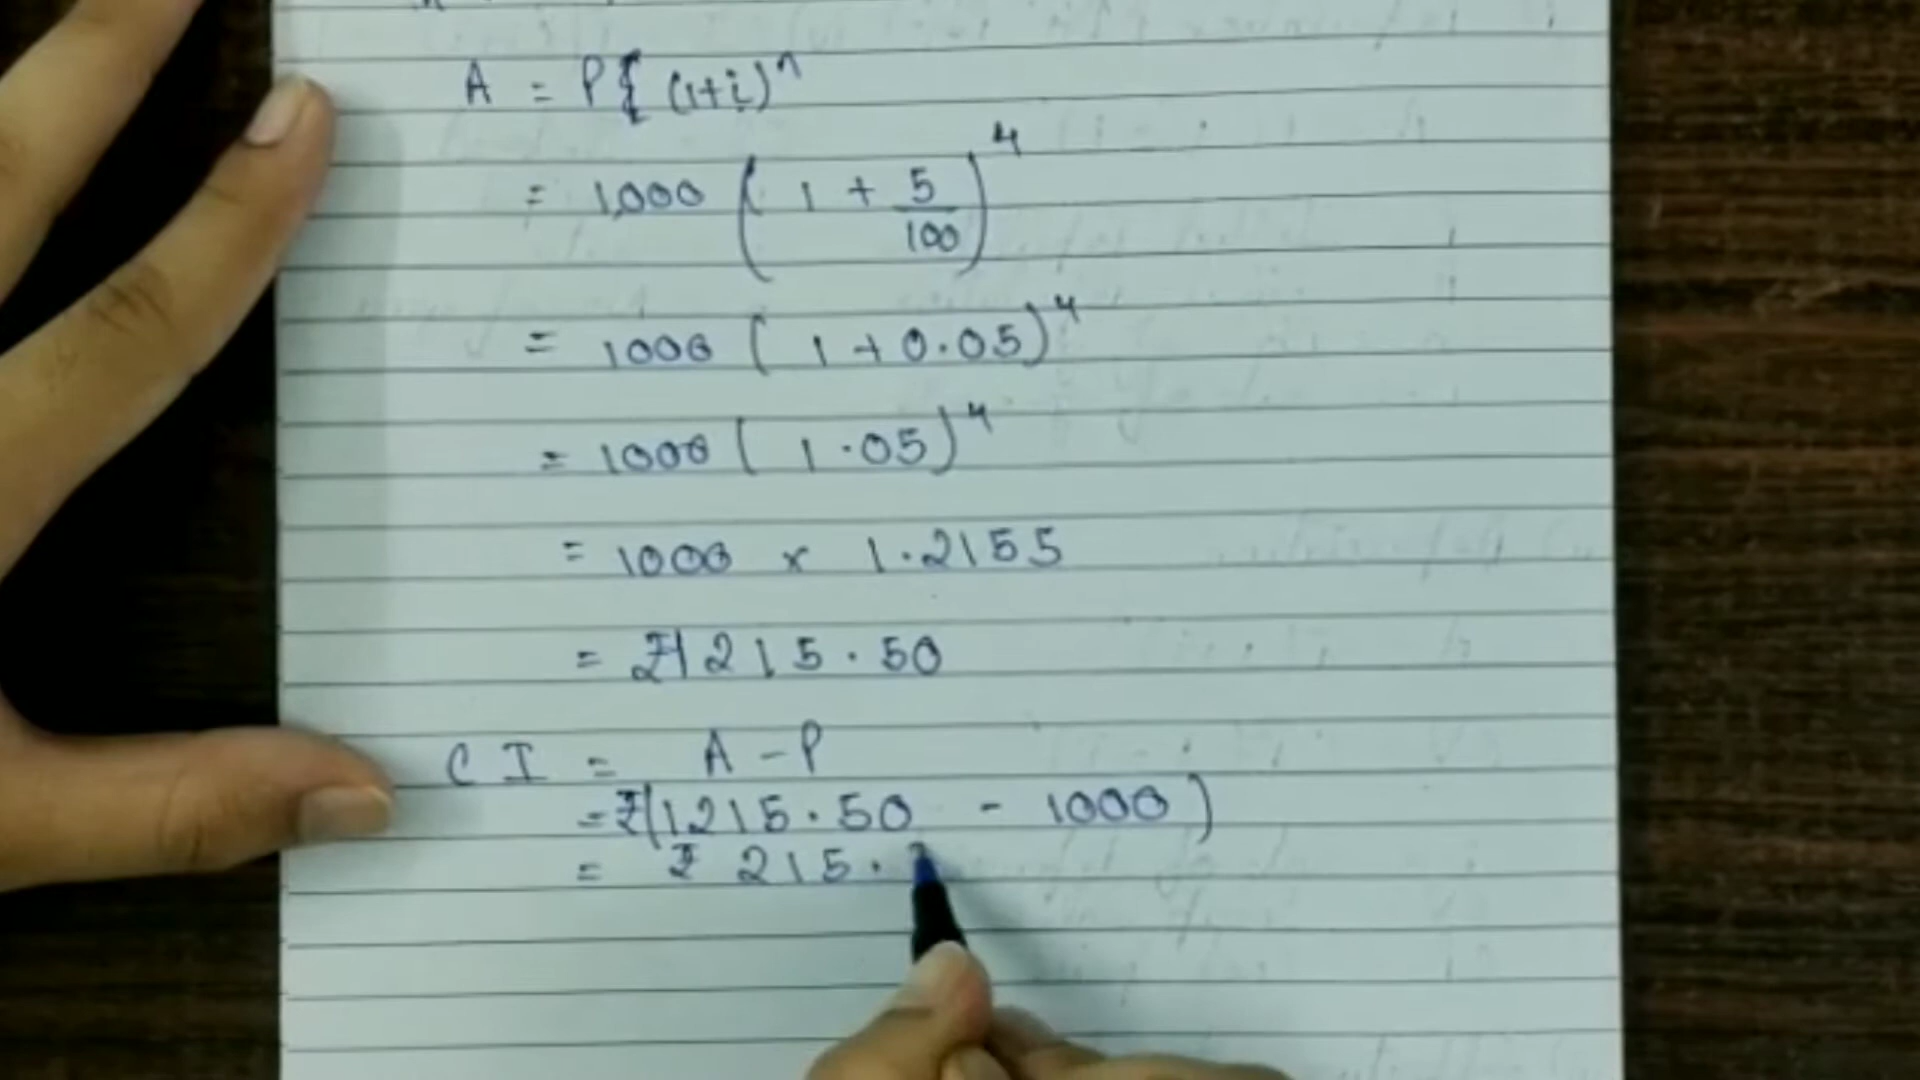 A = P{ (1+i)^n
= 1000 ( 1 + 5/100 )^4
= 1000 ( 1 + 0.05)^4
= 1000 ( 1.05)^4
= 1000 x 1.2155
= ₹1215.50
CI = A - P
= ₹(1215.50 - 1000)
= ₹ 215.